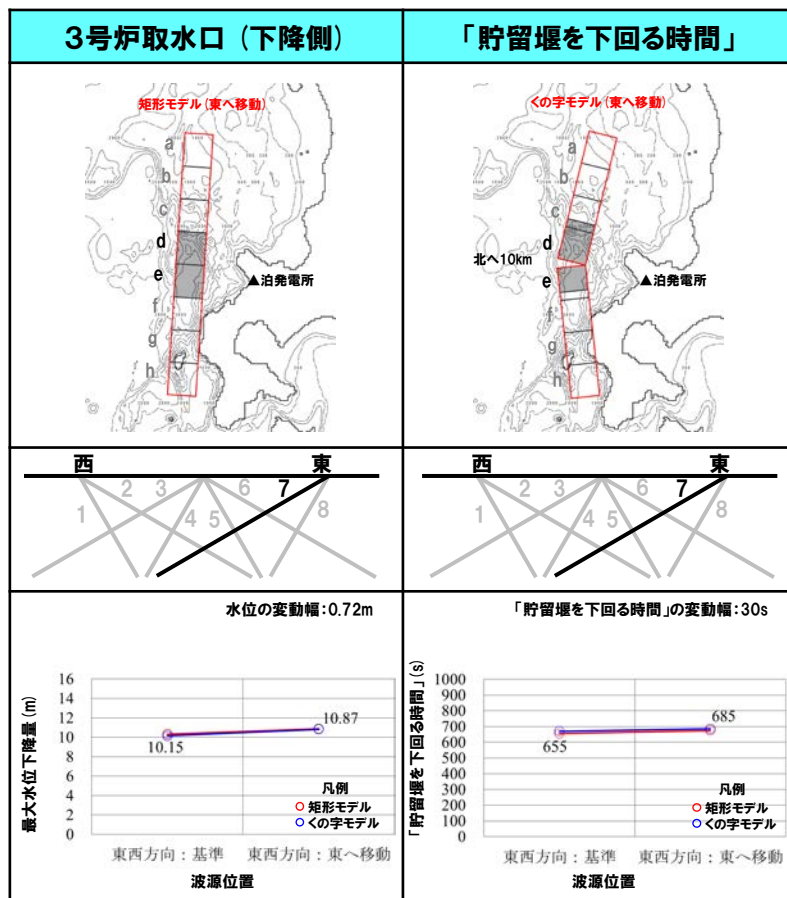 3号炉取水口(下降側)
「貯留堰を下回る時間」
矩形モデル(東へ移動)
a
b
c
d
e
f
g
h
▲泊発電所
くの字モデル(東へ移動)
a
b
c
d
北へ10km
e
f
g
h
▲泊発電所
西 東
1 2 3 4 5 6 7 8
西 東
1 2 3 4 5 6 7 8
水位の変動幅:0.72m
最大水位下降量(m)
16
14
12
10
8
6
4
2
0
10.15
10.87
凡例
矩形モデル
くの字モデル
東西方向:基準 東西方向:東へ移動
波源位置
「貯留堰を下回る時間」の変動幅:30s
「貯留堰を下回る時間」(s)
1000
900
800
700
600
500
400
300
200
100
0
655
685
凡例
矩形モデル
くの字モデル
東西方向:基準 東西方向:東へ移動
波源位置